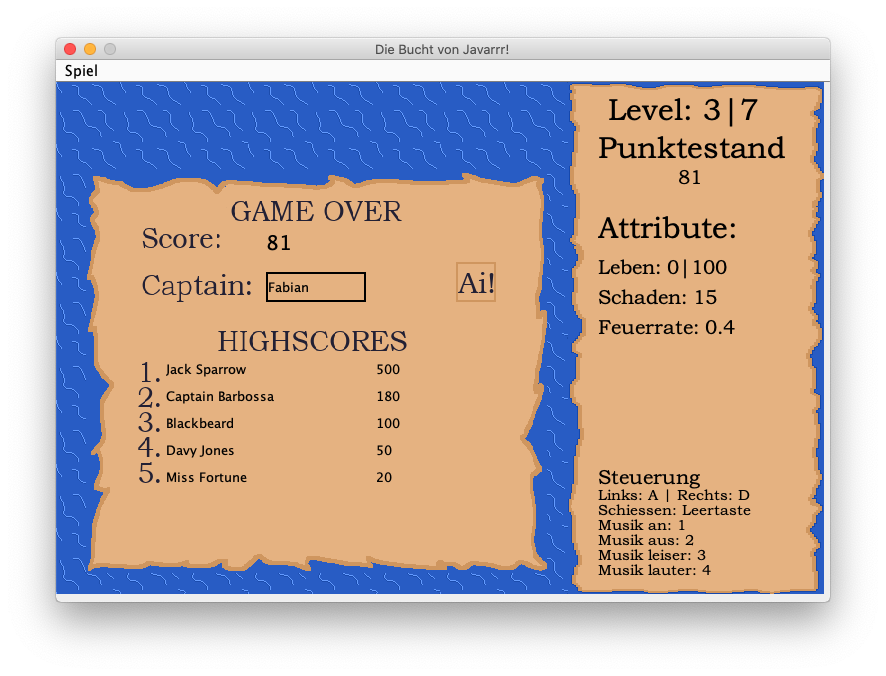 Die Bucht von Javarrr!
Spiel
GAME OVER
Score: 81
Captain: Fabian
Ai!
HIGHSCORES
1. Jack Sparrow 500
2. Captain Barbossa 180
3. Blackbeard 100
4. Davy Jones 50
5. Miss Fortune 20
Level: 3|7
Punktestand
81
Attribute:
Leben: 0|100
Schaden: 15
Feuerrate: 0.4
Steuerung
Links: A | Rechts: D
Schiessen: Leertaste
Musik an: 1
Musik aus: 2
Musik leiser: 3
Musik lauter: 4